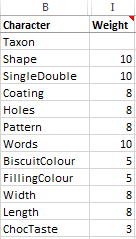 B I
Character Weight
Taxon
Shape 10
SingleDouble 10
Coating 8
Holes 8
Pattern 8
Words 10
BiscuitColour 5
FillingColour 5
Width 8
Length 8
ChocTaste 3